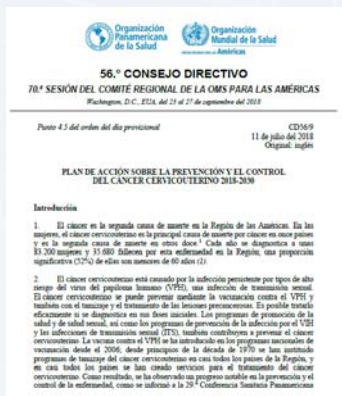 Organización
Panamericana
de la Salud
Organización
Mundial de la Salud
Américas
56.º CONSEJO DIRECTIVO
70.ª SESIÓN DEL COMITÉ REGIONAL DE LA OMS PARA LAS AMÉRICAS
Washington, D.C., EUA, del 23 al 27 de septiembre del 2018
Punto 4.5 del orden del día provisional
CD56/9
11 de julio del 2018
Original: inglés
PLAN DE ACCIÓN SOBRE LA PREVENCIÓN Y EL CONTROL
DEL CÁNCER CERVICOUTERINO 2018-2030
Introducción
1. El cáncer es la segunda causa de muerte en la Región de las Américas. En las
mujeres, el cáncer cervicouterino es la principal causa de muerte por cáncer en once países
y es la segunda causa de muerte en otros doce.¹ Cada año se diagnostica a unas
83.200 mujeres y 35.680 fallecen por esta enfermedad en la Región; una proporción
significativa (52%) de ellas son menores de 60 años (2).
2. El cáncer cervicouterino está causado por la infección persistente por tipos de alto
riesgo del virus del papiloma humano (VPH), una infección de transmisión sexual.
El cáncer cervicouterino se puede prevenir mediante la vacunación contra el VPH y
también con el tamizaje y el tratamiento de las lesiones precancerosas. Es posible tratarlo
eficazmente si se diagnostica en sus fases iniciales. Los programas de promoción de la
salud y de salud sexual, así como los programas de prevención de la infección por el VIH
y las infecciones de transmisión sexual (ITS), también contribuyen a prevenir el cáncer
cervicouterino. La vacuna contra el VPH se ha introducido en los programas nacionales de
vacunación desde el 2006; desde principios de la década de 1970 se han instituido
programas de tamizaje del cáncer cervicouterino en casi todos los países de la Región, y
en casi todos los países se han creado servicios para el tratamiento del cáncer
cervicouterino. Como resultado, se ha observado un progreso notable en la prevención y el
control de la enfermedad, como se informó a la 29.ª Conferencia Sanitaria Panamericana